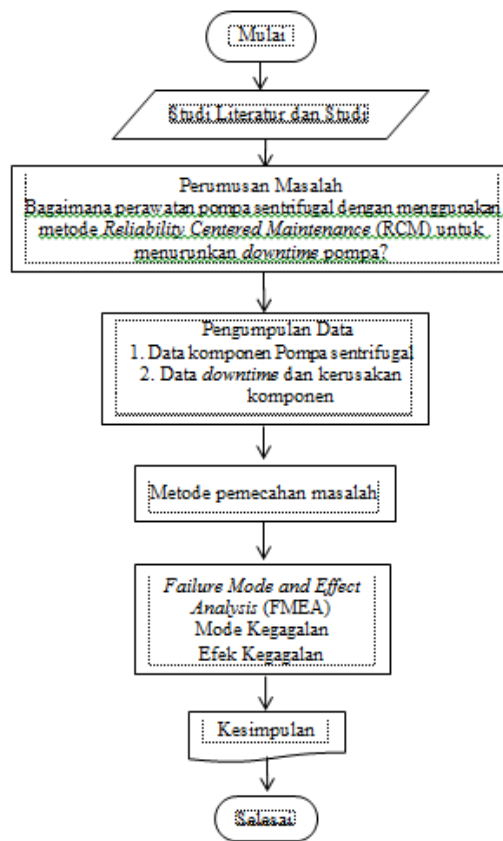 Mulai
Studi Literatur dan Studi
Perumusan Masalah
Bagaimana perawatan pompa sentrifugal dengan menggunakan
metode Reliability Centered Maintenance (RCM) untuk
menurunkan downtime pompa?
Pengumpulan Data
1. Data komponen Pompa sentrifugal
2. Data downtime dan kerusakan
komponen
Metode pemecahan masalah
Failure Mode and Effect
Analysis (FMEA)
Mode Kegagalan
Efek Kegagalan
Kesimpulan
Selesai